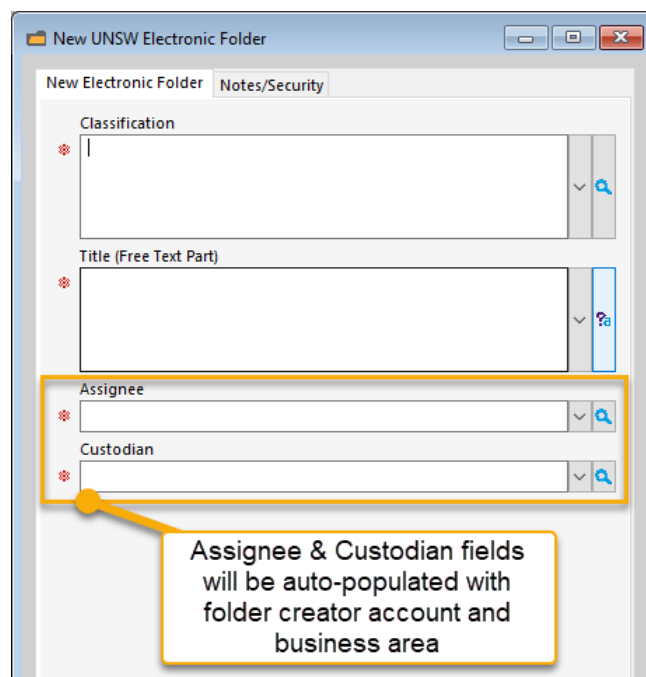 New UNSW Electronic Folder
New Electronic Folder Notes/Security
Classification
Title (Free Text Part)
Assignee
Custodian
Assignee & Custodian fields
will be auto-populated with
folder creator account and
business area